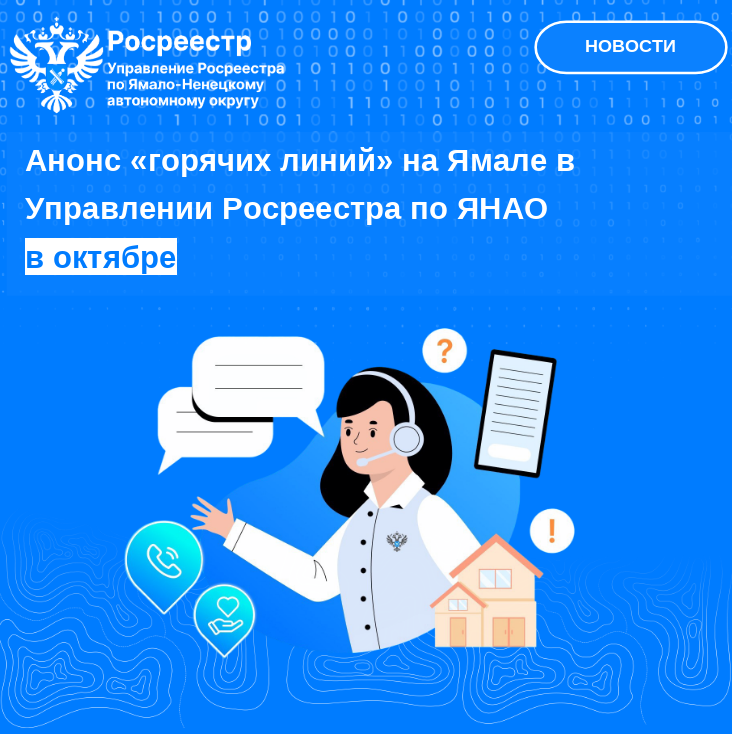 Росреестр
Управление Росреестра
по Ямало-Ненецкому
автономному округу
НОВОСТИ
Анонс «горячих линий» на Ямале в
Управлении Росреестра по ЯНАО
в октябре
?
!